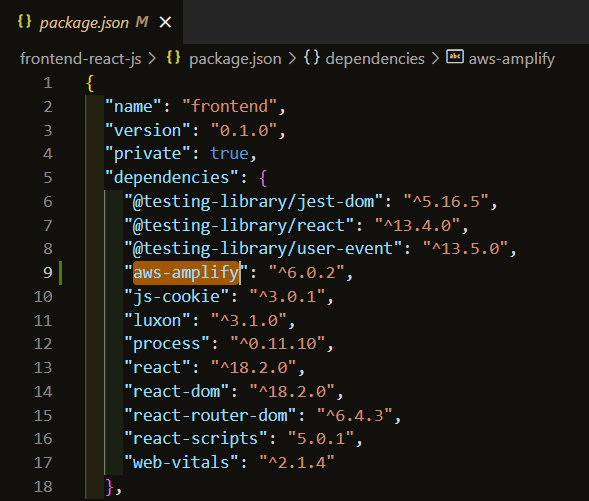 {} package.json M ×
frontend-react-js > {} package.json > {} dependencies > abc aws-amplify
1 {
2 "name": "frontend",
3 "version": "0.1.0",
4 "private": true,
5 "dependencies": {
6 "@testing-library/jest-dom": "^5.16.5",
7 "@testing-library/react": "^13.4.0",
8 "@testing-library/user-event": "^13.5.0",
9 "aws-amplify": "^6.0.2",
10 "js-cookie": "^3.0.1",
11 "luxon": "^3.1.0",
12 "process": "^0.11.10",
13 "react": "^18.2.0",
14 "react-dom": "^18.2.0",
15 "react-router-dom": "^6.4.3",
16 "react-scripts": "5.0.1",
17 "web-vitals": "^2.1.4"
18 },